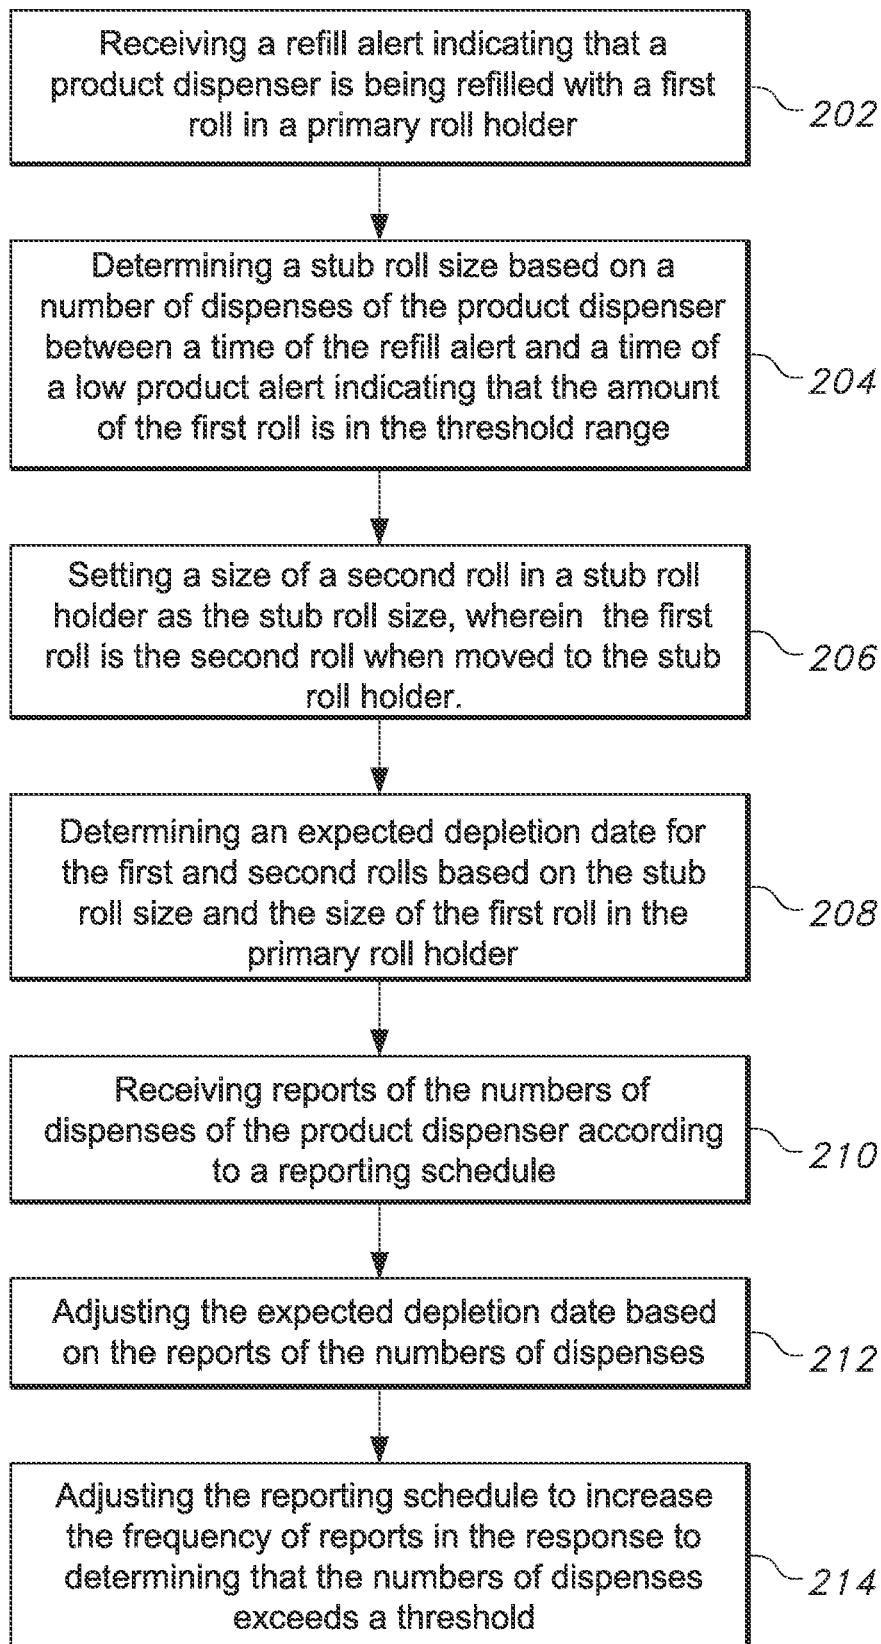 Receiving a refill alert indicating that a
product dispenser is being refilled with a first
roll in a primary roll holder
202
Determining a stub roll size based on a
number of dispenses of the product dispenser
between a time of the refill alert and a time of
a low product alert indicating that the amount
of the first roll is in the threshold range
204
Setting a size of a second roll in a stub roll
holder as the stub roll size, wherein the first
roll is the second roll when moved to the stub
roll holder.
206
Determining an expected depletion date for
the first and second rolls based on the stub
roll size and the size of the first roll in the
primary roll holder
208
Receiving reports of the numbers of
dispenses of the product dispenser according
to a reporting schedule
210
Adjusting the expected depletion date based
on the reports of the numbers of dispenses
212
Adjusting the reporting schedule to increase
the frequency of reports in the response to
determining that the numbers of dispenses
exceeds a threshold
214